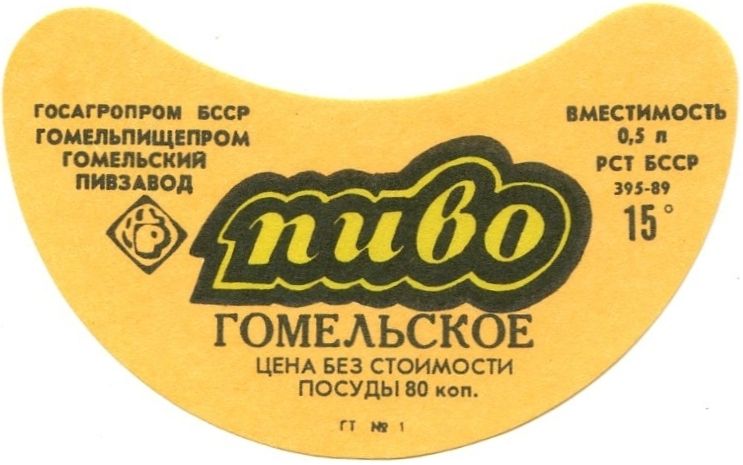 ГОСАГРОПРОМ БССР
ГОМЕЛЬПИЩЕПРОМ
ГОМЕЛЬСКИЙ
ПИВЗАВОД
ВМЕСТИМОСТЬ
0,5 л
РСТ БССР
395-89
15°
пиво
ГОМЕЛЬСКОЕ
ЦЕНА БЕЗ СТОИМОСТИ
ПОСУДЫ 80 коп.
ГТ № 1